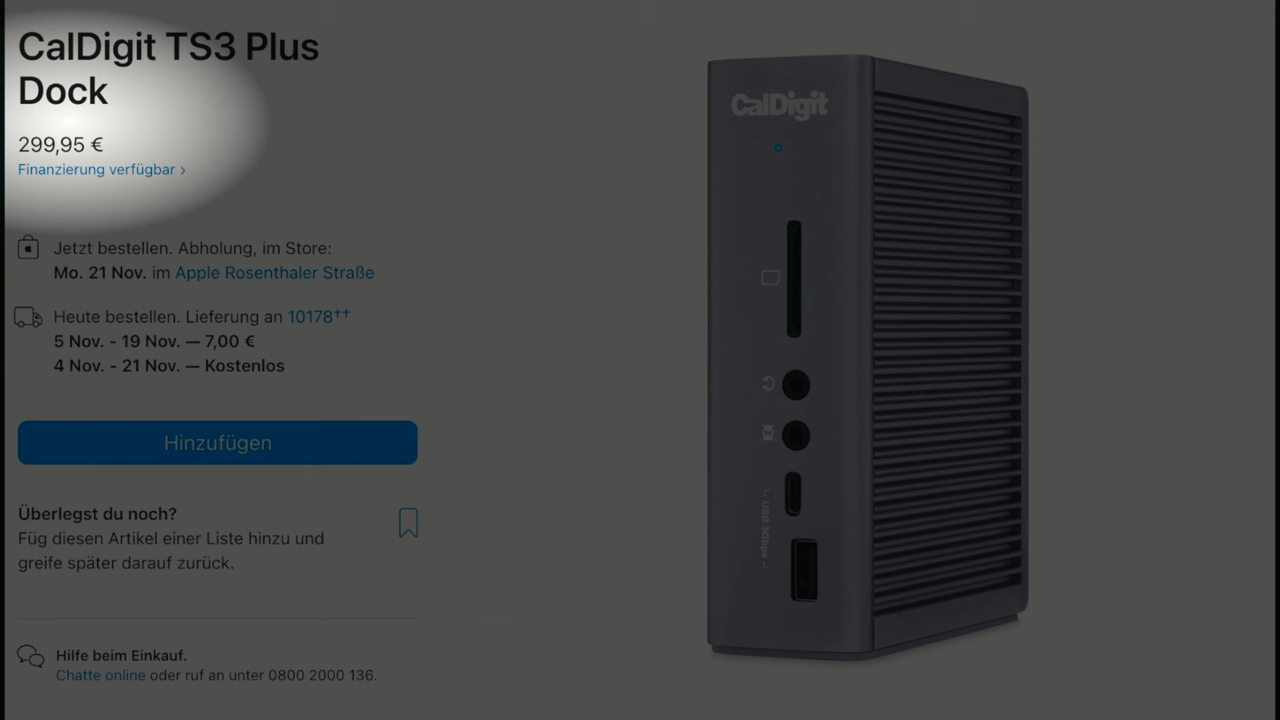 CalDigit TS3 Plus
Dock
299,95 €
Finanzierung verfügbar ›
Jetzt bestellen. Abholung, im Store:
Mo. 21 Nov. im Apple Rosenthaler Straße
Heute bestellen. Lieferung an 10178††
5 Nov. - 19 Nov. — 7,00 €
4 Nov. - 21 Nov. — Kostenlos
Hinzufügen
Überlegst du noch?
Füg diesen Artikel einer Liste hinzu und
greife später darauf zurück.
Hilfe beim Einkauf.
Chatte online oder ruf an unter 0800 2000 136.
CalDigit
USB 5Gbps